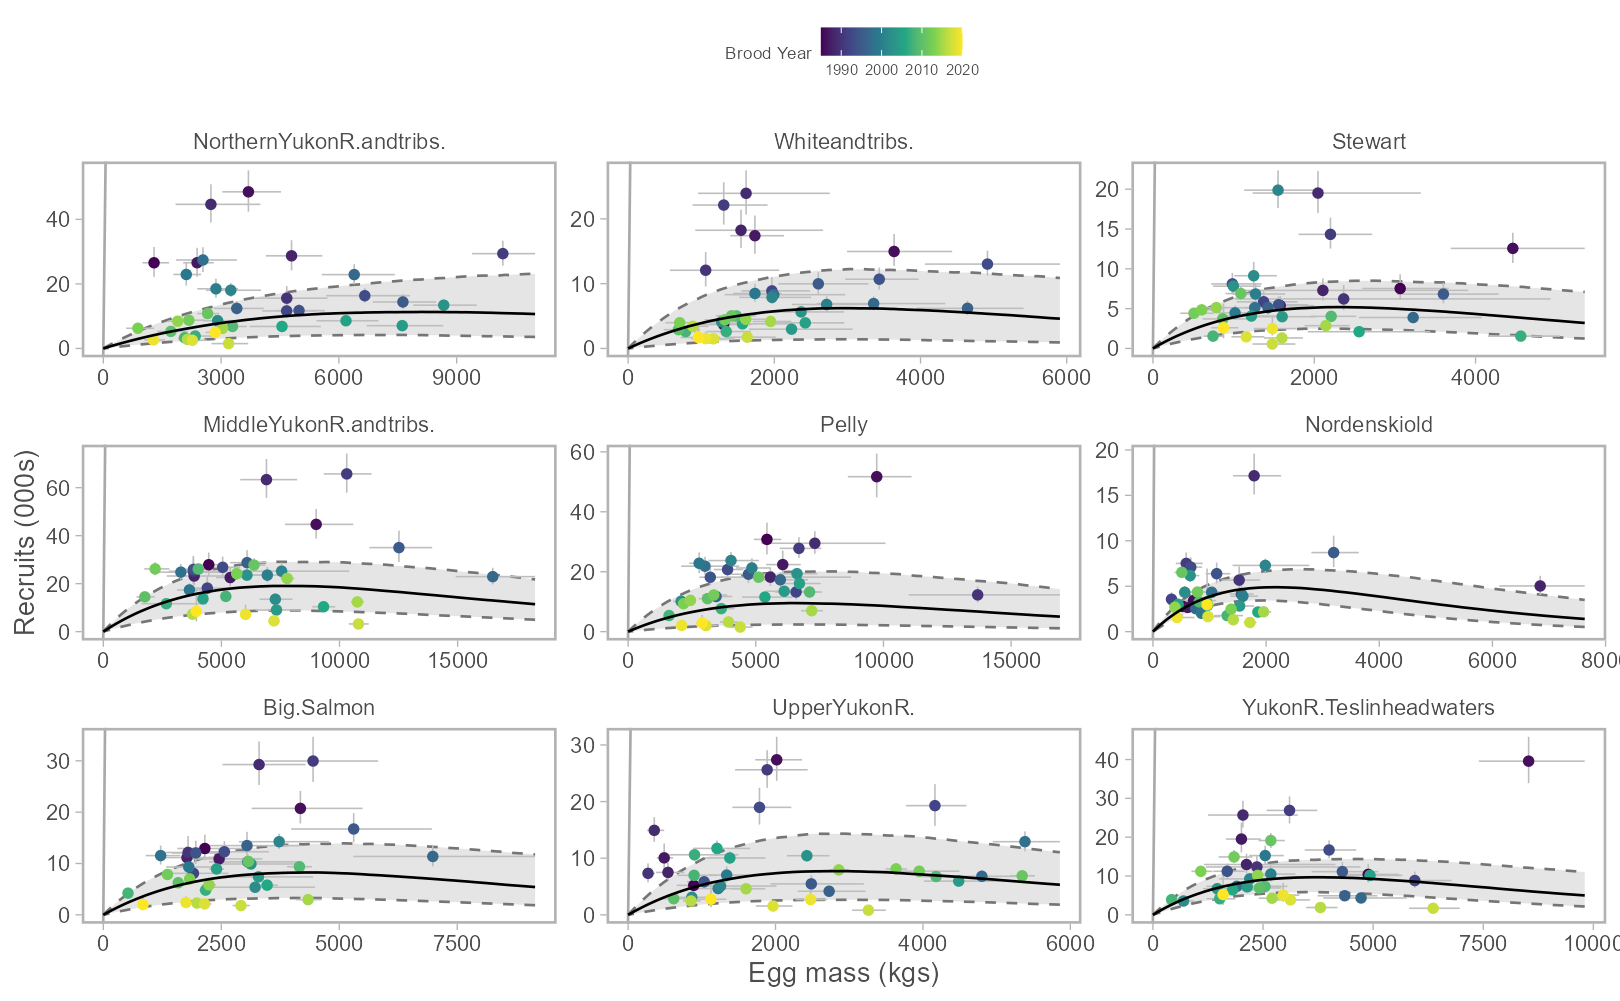 Brood Year
1990 2000 2010 2020
NorthernYukonR.andtribs. Whiteandtribs. Stewart
40
20
0
0 3000 6000 9000
20
10
0
0 2000 4000 6000
20
15
10
5
0
0 2000 4000
MiddleYukonR.andtribs. Pelly Nordenskiold
60
40
20
0
0 5000 10000 15000
60
40
20
0
0 5000 10000 15000
20
15
10
5
0
0 2000 4000 6000 800
Big.Salmon UpperYukonR. YukonR.Teslinheadwaters
30
20
10
0
0 2500 5000 7500
30
20
10
0
0 2000 4000 6000
40
30
20
10
0
0 2500 5000 7500 1000
Recruits (000s)
Egg mass (kgs)